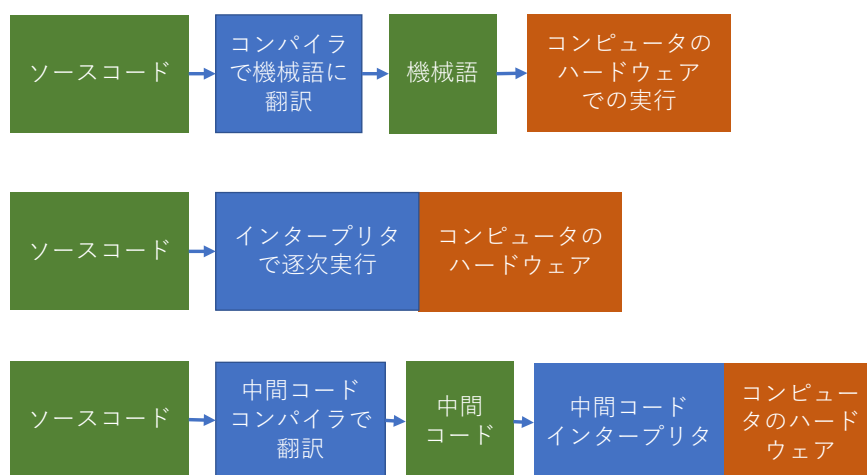 ソースコード
コンパイラ
で機械語に
翻訳
機械語
コンピュータの
ハードウェア
での実行
ソースコード
インタープリタ
で逐次実行
コンピュータの
ハードウェア
ソースコード
中間コード
コンパイラで
翻訳
中間
コード
中間コード
インタープリタ
コンピュー
タのハード
ウェア